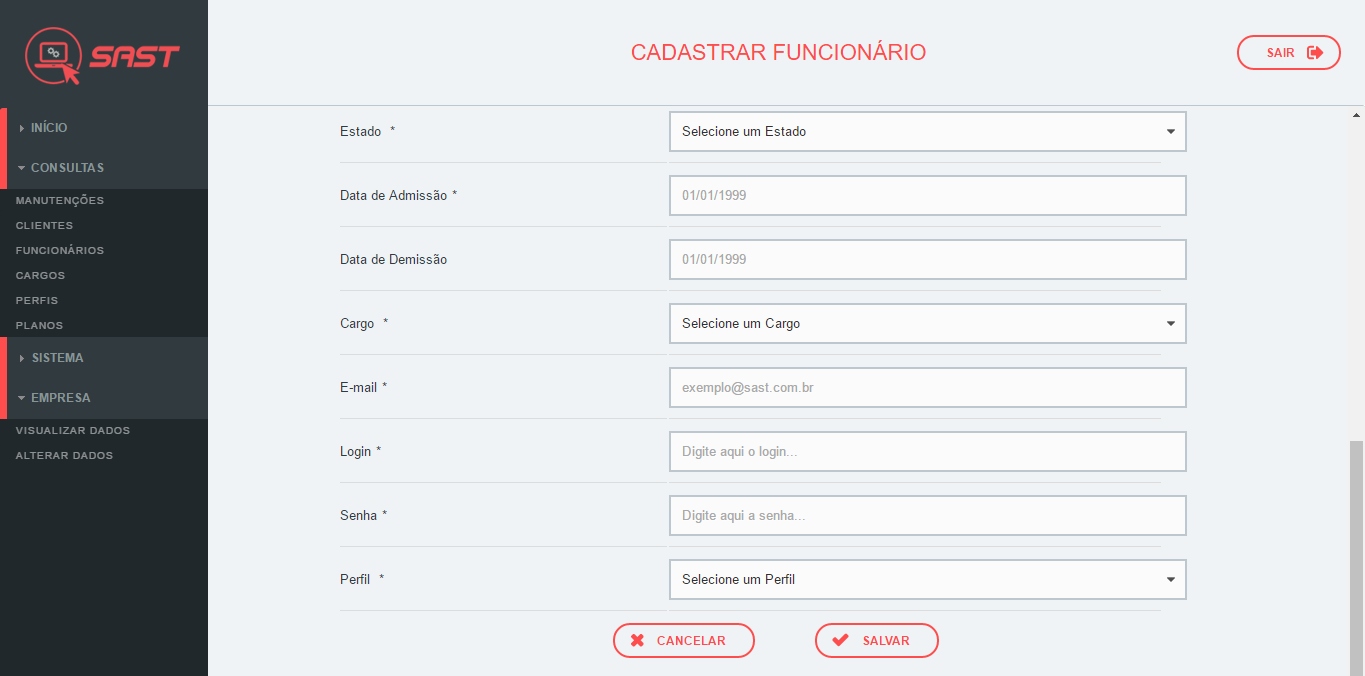 SAST
CADASTRAR FUNCIONÁRIO
SAIR
INÍCIO
CONSULTAS
MANUTENÇÕES
CLIENTES
FUNCIONÁRIOS
CARGOS
PERFIS
PLANOS
SISTEMA
EMPRESA
VISUALIZAR DADOS
ALTERAR DADOS
Estado * Selecione um Estado
Data de Admissão * 01/01/1999
Data de Demissão 01/01/1999
Cargo * Selecione um Cargo
E-mail * exemplo@sast.com.br
Login * Digite aqui o login...
Senha * Digite aqui a senha...
Perfil * Selecione um Perfil
CANCELAR SALVAR